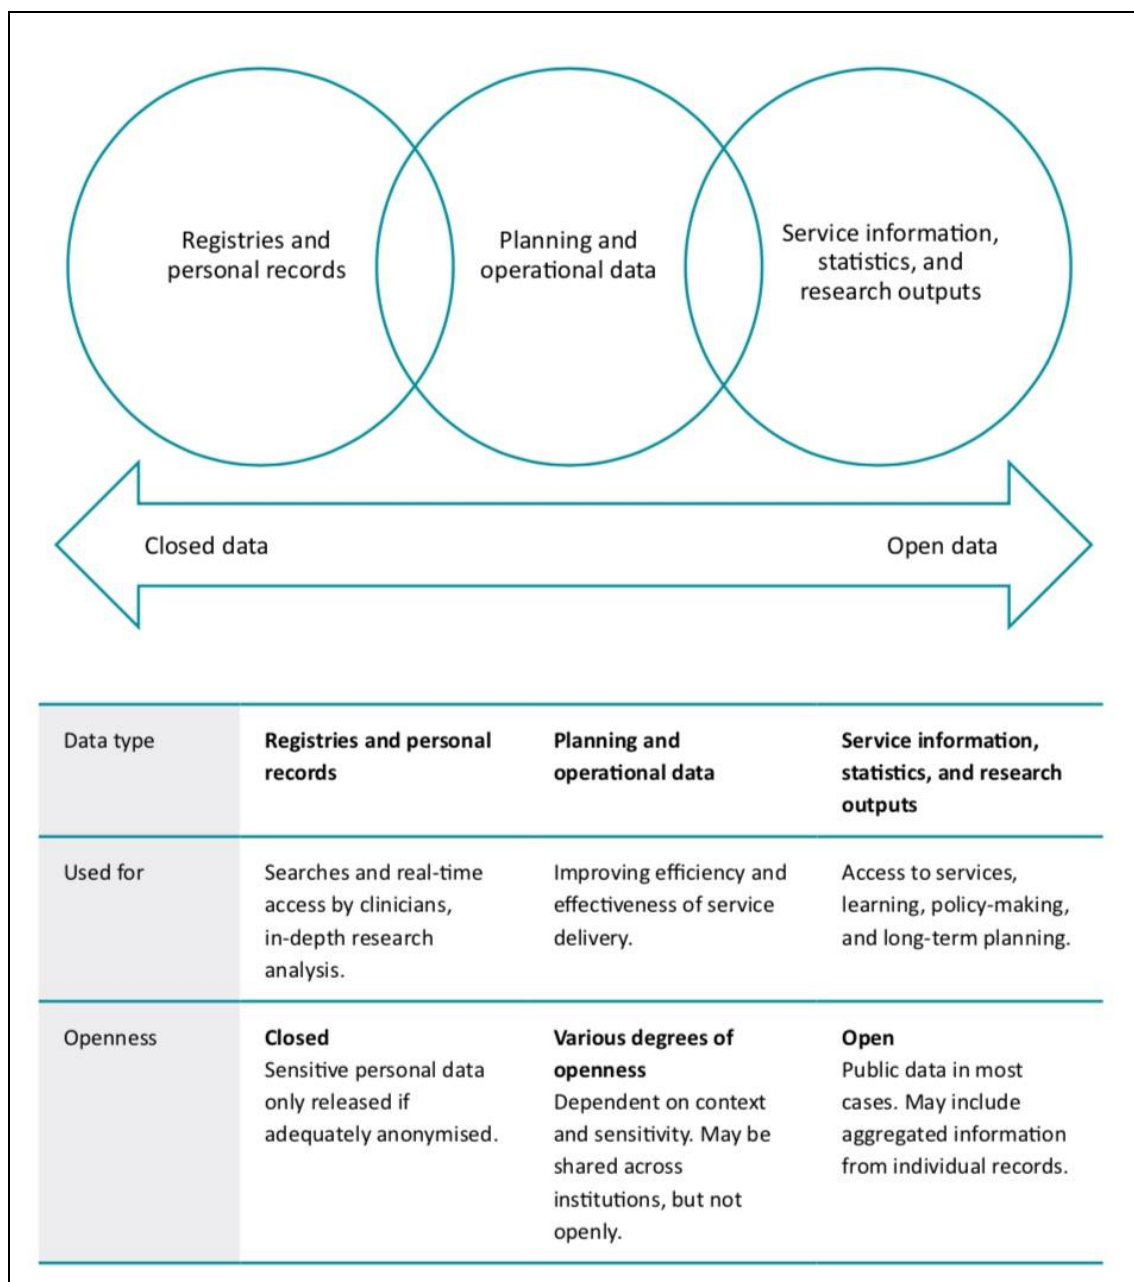 Registries and
personal records
Planning and
operational data
Service information,
statistics, and
research outputs
Closed data
Open data
Data type
Registries and personal
records
Planning and
operational data
Service information,
statistics, and research
outputs
Used for
Searches and real-time
access by clinicians,
in-depth research
analysis.
Improving efficiency and
effectiveness of service
delivery.
Access to services,
learning, policy-making,
and long-term planning.
Openness
Closed
Sensitive personal data
only released if
adequately anonymised.
Various degrees of
openness
Dependent on context
and sensitivity. May be
shared across
institutions, but not
openly.
Open
Public data in most
cases. May include
aggregated information
from individual records.